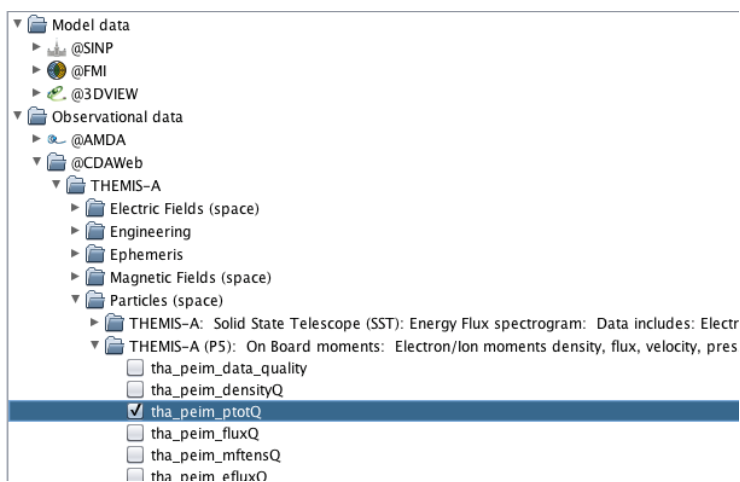 Model data
@SINP
@FMI
@3DVIEW
Observational data
@AMDA
@CDAWeb
THEMIS-A
Electric Fields (space)
Engineering
Ephemeris
Magnetic Fields (space)
Particles (space)
THEMIS-A: Solid State Telescope (SST): Energy Flux spectrogram: Data includes: Electr
THEMIS-A (P5): On Board moments: Electron/Ion moments density, flux, velocity, pres
tha_peim_data_quality
tha_peim_densityQ
tha_peim_ptotQ
tha_peim_fluxQ
tha_peim_mftensQ
tha_peim_efluxQ